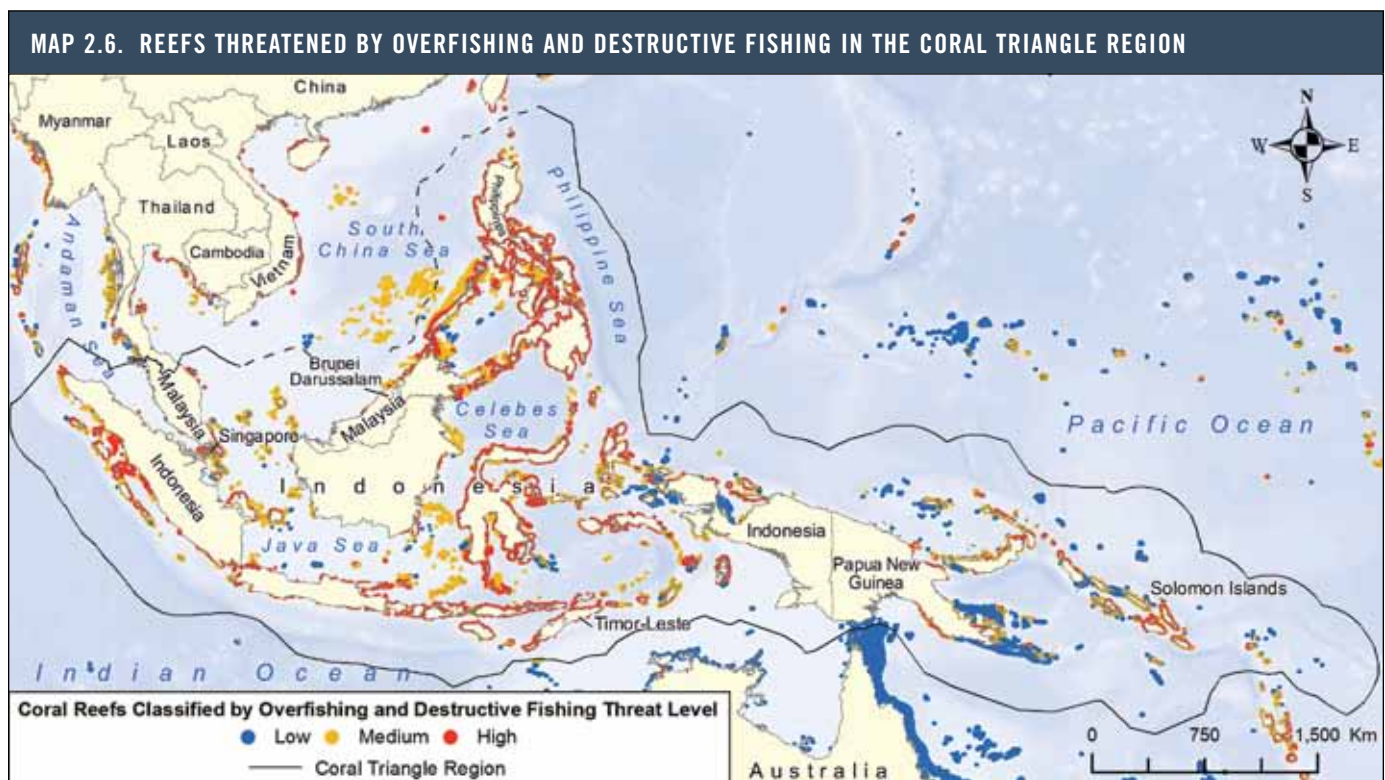 MAP 2.6. REEFS THREATENED BY OVERFISHING AND DESTRUCTIVE FISHING IN THE CORAL TRIANGLE REGION
China
Myanmar
Laos
N
W
E
S
Thailand
Philippines
Philippine Sea
South
China Sea
Cambodia
Vietnam
Andaman Sea
Brunei
Darussalam
Malaysia
Malaysia
Singapore
Celebes
Sea
Pacific Ocean
Indonesia
Indonesia
Indonesia
Java Sea
Papua New
Guinea
Solomon Islands
Timor-Leste
Indian Ocean
Coral Reefs Classified by Overfishing and Destructive Fishing Threat Level
Low Medium High
Coral Triangle Region
Australia
0 750 1,500 Km